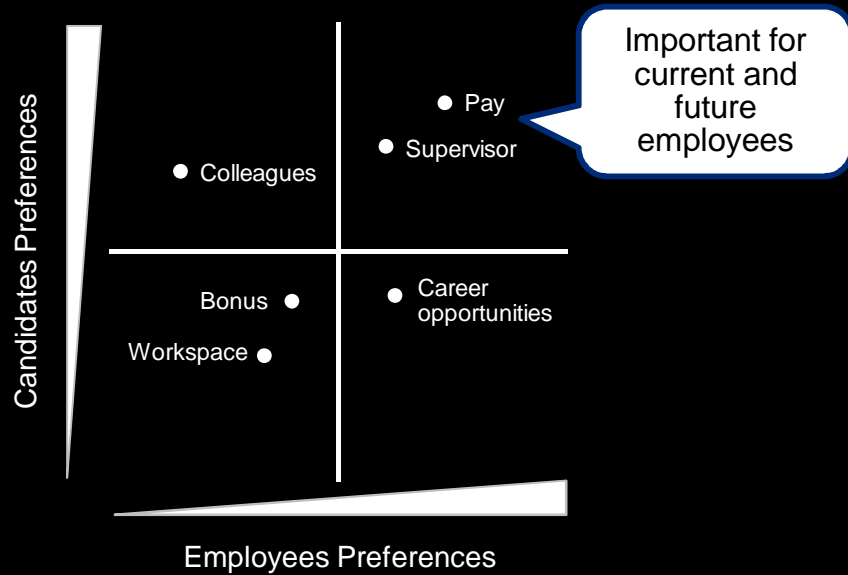 Important for
current and
future
employees
Pay
Supervisor
Colleagues
Candidates Preferences
Bonus
Career
opportunities
Workspace
Employees Preferences